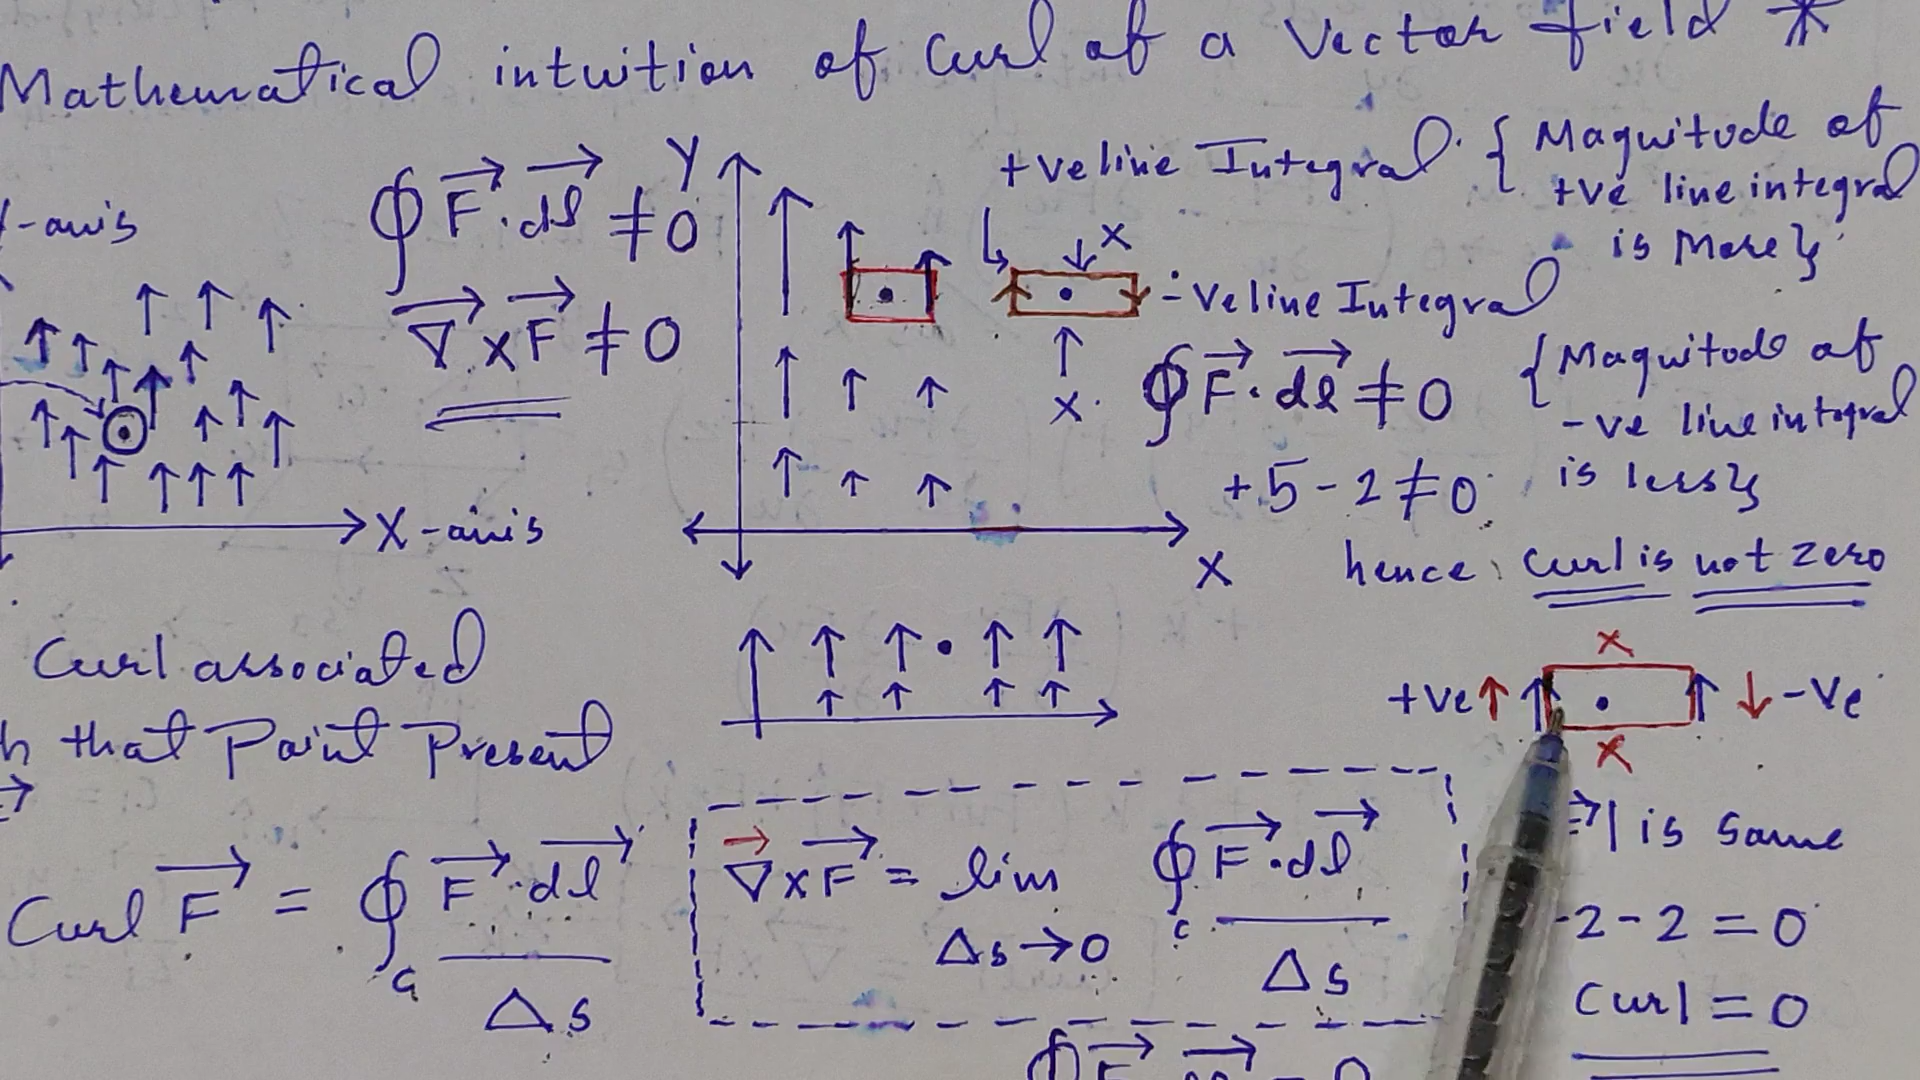 Mathematical intuition of Curl of a Vector field *
Y-axis
∮ F⃗ · dl⃗ ≠ 0
∇⃗ × F⃗ ≠ 0
X-axis
Y
X
+ve line Integral
{ Magnitude of
+ve line integral
is More }
x
- Ve line Integral
x
∮ F⃗ · dl⃗ ≠ 0
{ Magnitude of
-ve line integral
is less }
+5 - 2 ≠ 0
hence, Curl is not zero
Curl associated
that Point Present
Curl F⃗ = ∮ F⃗ · dl⃗
Δs
∇⃗ × F⃗ = lim ∮ F⃗ · dl⃗
c
Δs → 0
Δs
x
+ve
-ve
x
| is same
2 - 2 = 0
Curl = 0